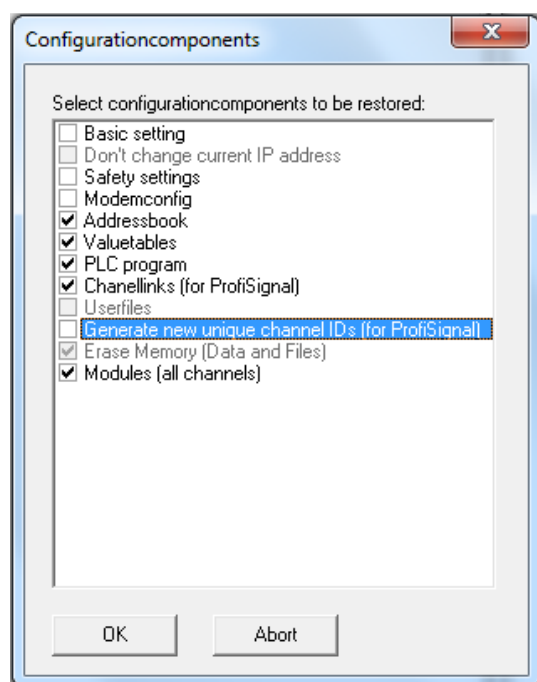 Configurationcomponents
Select configurationcomponents to be restored:
Basic setting
Don't change current IP address
Safety settings
Modemconfig
Addressbook
Valuetables
PLC program
Chanellinks (for ProfiSignal)
Userfiles
Generate new unique channel IDs (for ProfiSignal)
Erase Memory (Data and Files)
Modules (all channels)
OK
Abort